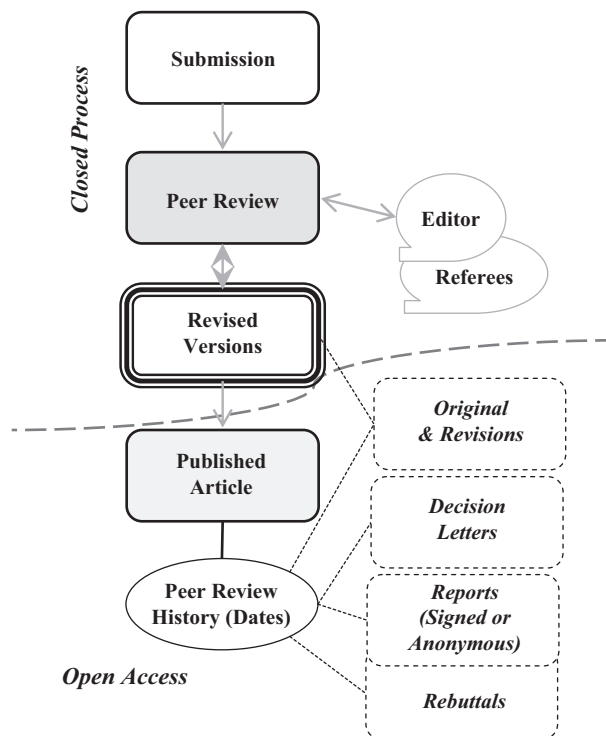 Submission
Closed Process
Peer Review
Editor
Referees
Revised
Versions
Original
& Revisions
Published
Article
Decision
Letters
Peer Review
History (Dates)
Reports
(Signed or
Anonymous)
Open Access
Rebuttals